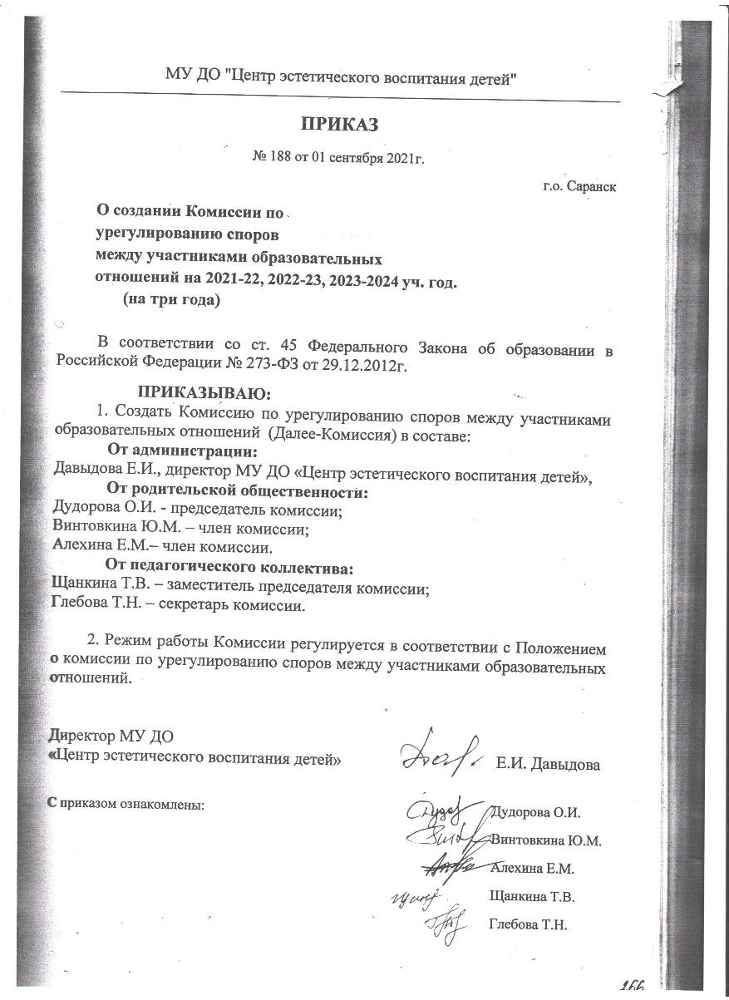 МУ ДО "Центр эстетического воспитания детей"
ПРИКАЗ
№ 188 от 01 сентября 2021г.
г.о. Саранск
О создании Комиссии по
урегулированию споров
между участниками образовательных
отношений на 2021-22, 2022-23, 2023-2024 уч. год.
(на три года)
В соответствии со ст. 45 Федерального Закона об образовании в
Российской Федерации № 273-ФЗ от 29.12.2012г.
ПРИКАЗЫВАЮ:
1. Создать Комиссию по урегулированию споров между участниками
образовательных отношений (Далее-Комиссия) в составе:
От администрации:
Давыдова Е.И., директор МУ ДО «Центр эстетического воспитания детей»,
От родительской общественности:
Дудорова О.И. - председатель комиссии;
Винтовкина Ю.М. – член комиссии;
Алехина Е.М.– член комиссии.
От педагогического коллектива:
Щанкина Т.В. – заместитель председателя комиссии;
Глебова Т.Н. – секретарь комиссии.
2. Режим работы Комиссии регулируется в соответствии с Положением
о комиссии по урегулированию споров между участниками образовательных
отношений.
Директор МУ ДО
«Центр эстетического воспитания детей» Е.И. Давыдова
С приказом ознакомлены: Дудорова О.И.
Винтовкина Ю.М.
Алехина Е.М.
Щанкина Т.В.
Глебова Т.Н.
166